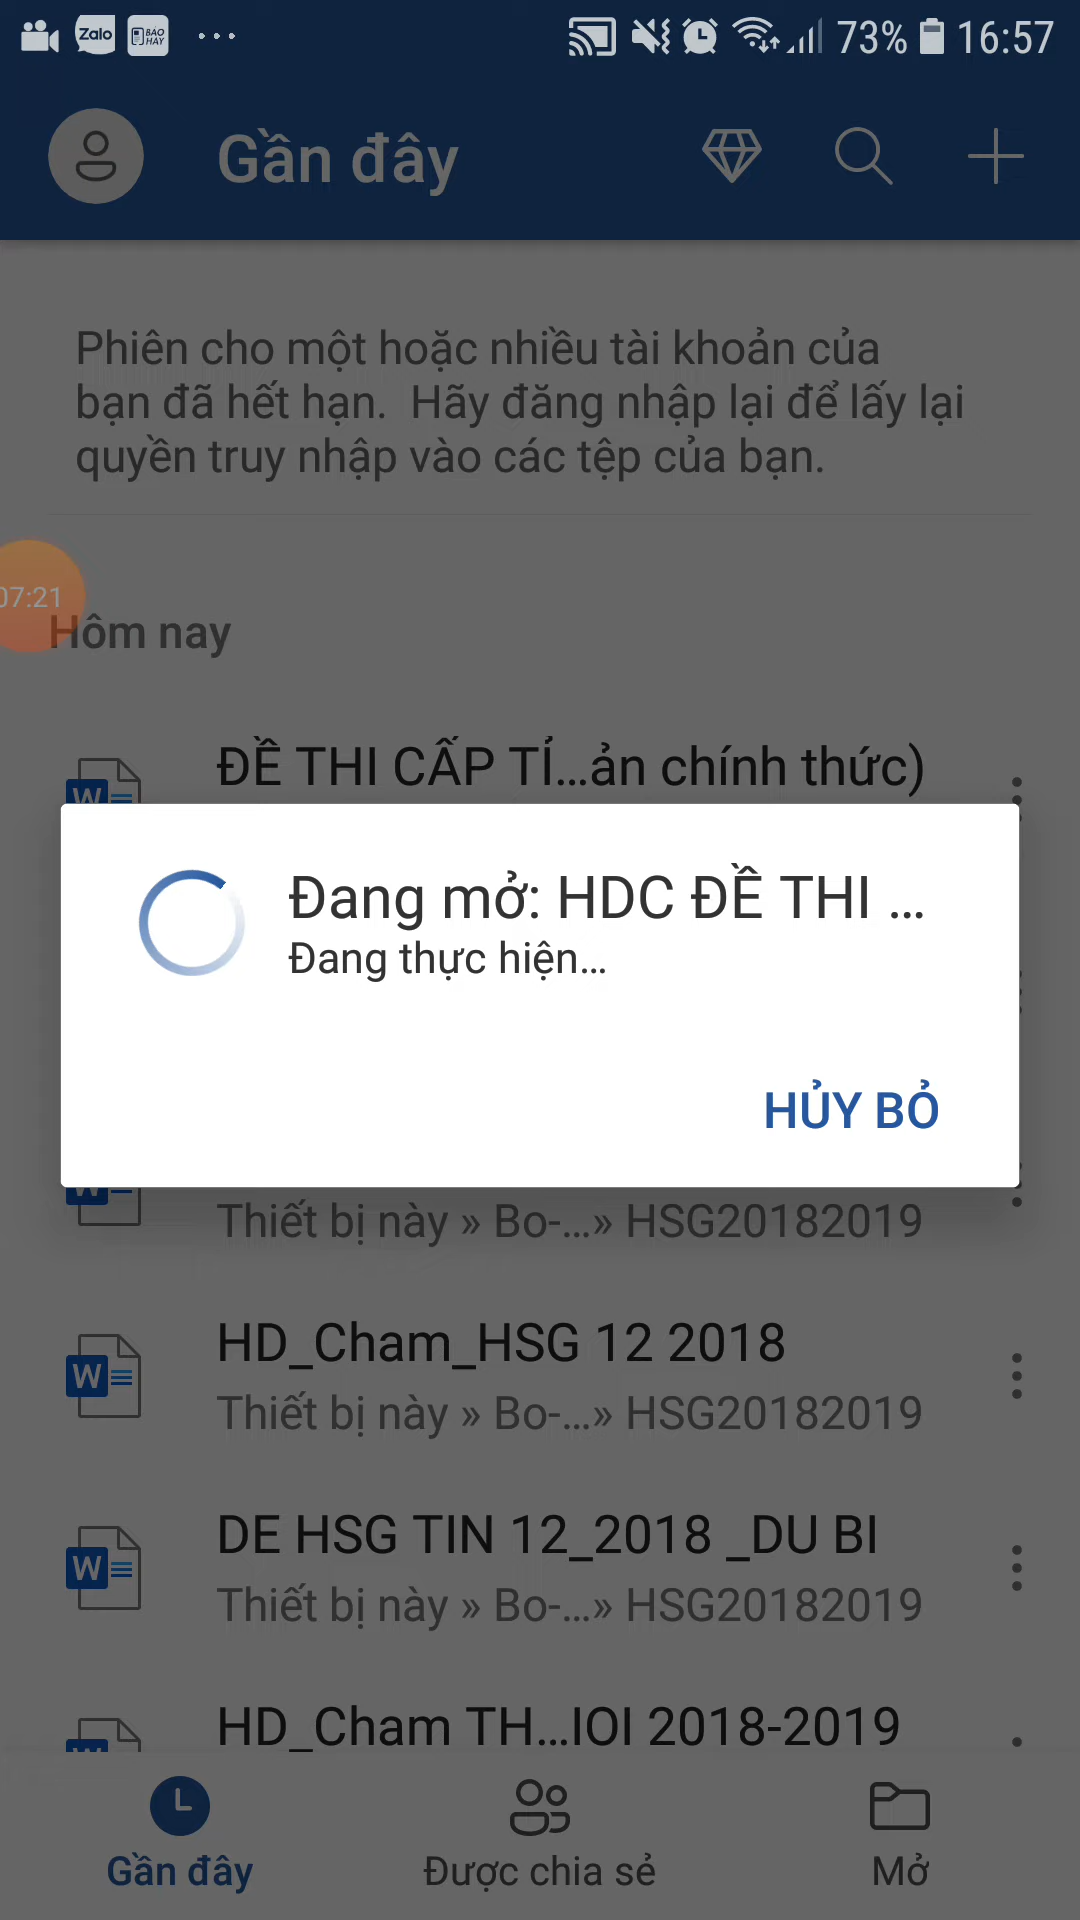 Zalo
BÁO
HAY
73%
16:57
Gần đây
Phiên cho một hoặc nhiều tài khoản của
bạn đã hết hạn.  Hãy đăng nhập lại để lấy lại
quyền truy nhập vào các tệp của bạn.
07:21
Hôm nay
ĐỀ THI CẤP TỈ...ản chính thức)
W
Đang mở: HDC ĐỀ THI ...
Đang thực hiện...
HỦY BỎ
W
Thiết bị này » Bo-...» HSG20182019
HD_Cham_HSG 12 2018
W
Thiết bị này » Bo-...» HSG20182019
DE HSG TIN 12_2018 _DU BI
W
Thiết bị này » Bo-...» HSG20182019
HD_Cham TH...IOI 2018-2019
W
Gần đây
Được chia sẻ
Mở